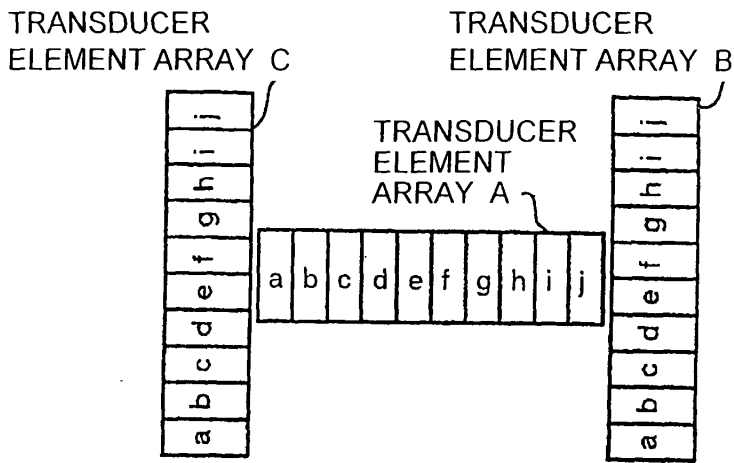 TRANSDUCER
ELEMENT ARRAY C
TRANSDUCER
ELEMENT ARRAY B
TRANSDUCER
ELEMENT
ARRAY A
j
i
h
g
f
e
d
c
b
a
a b c d e f g h i j
j
i
h
g
f
e
d
c
b
a